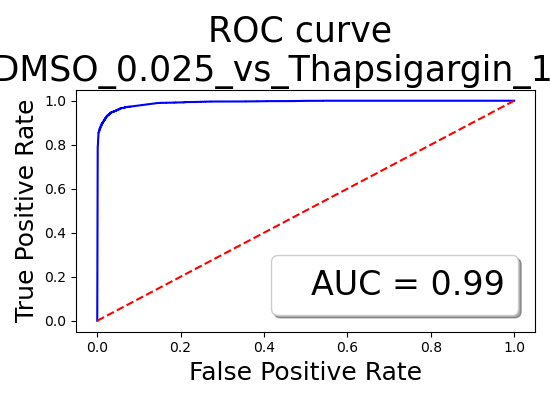 ROC curve
DMSO_0.025_vs_Thapsigargin_1
True Positive Rate
1.0
0.8
0.6
0.4
0.2
0.0
AUC = 0.99
0.0 0.2 0.4 0.6 0.8 1.0
False Positive Rate